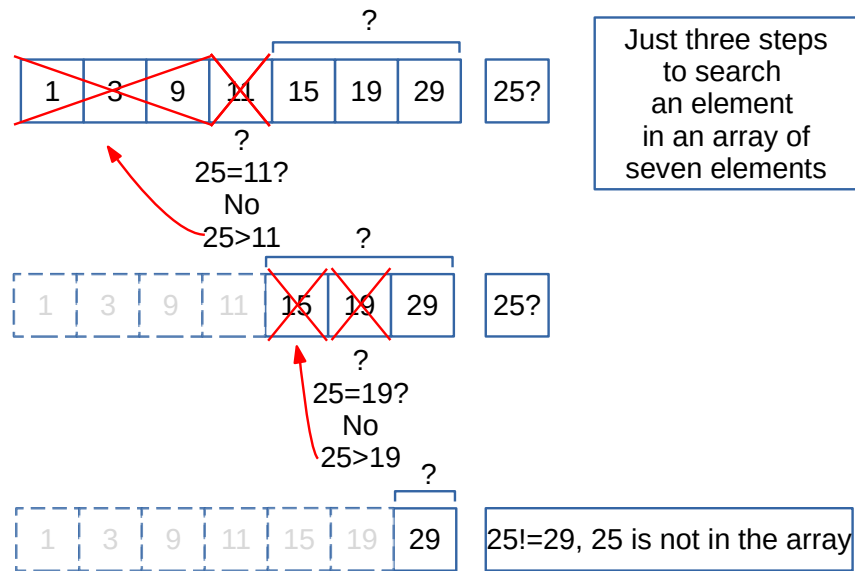 ?
1 3 9 11 15 19 29 25?
Just three steps
to search
an element
in an array of
seven elements
?
25=11?
No
25>11
?
1 3 9 11 15 19 29 25?
?
25=19?
No
25>19
?
1 3 9 11 15 19 29
25!=29, 25 is not in the array